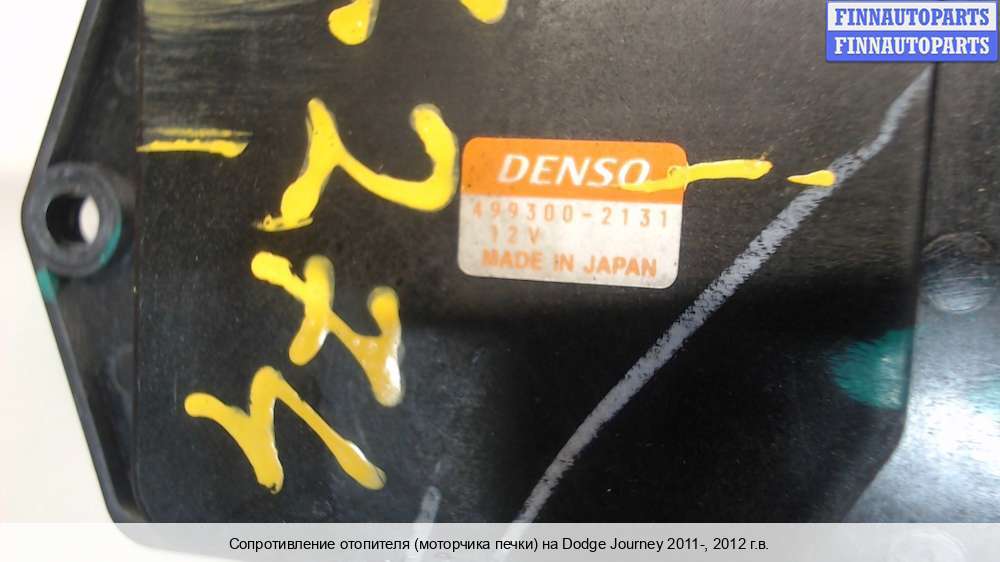 FINNAUTOPARTS
FINNAUTOPARTS
DENSO
499300-2131
12V
MADE IN JAPAN
Сопротивление отопителя (моторчика печки) на Dodge Journey 2011-, 2012 г.в.